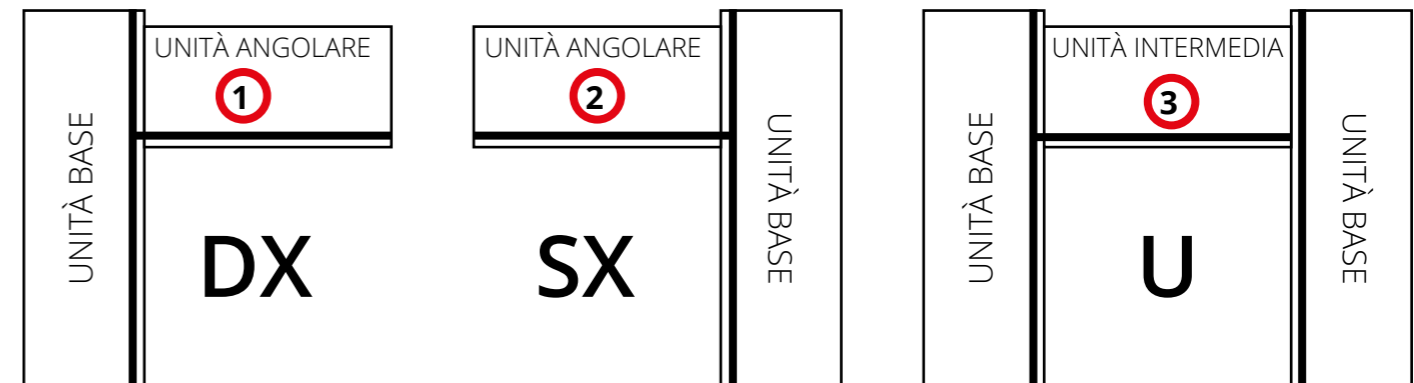 UNITÀ ANGOLARE
1
UNITÀ BASE
DX
UNITÀ ANGOLARE
2
UNITÀ BASE
SX
UNITÀ INTERMEDIA
3
UNITÀ BASE
U
UNITÀ BASE